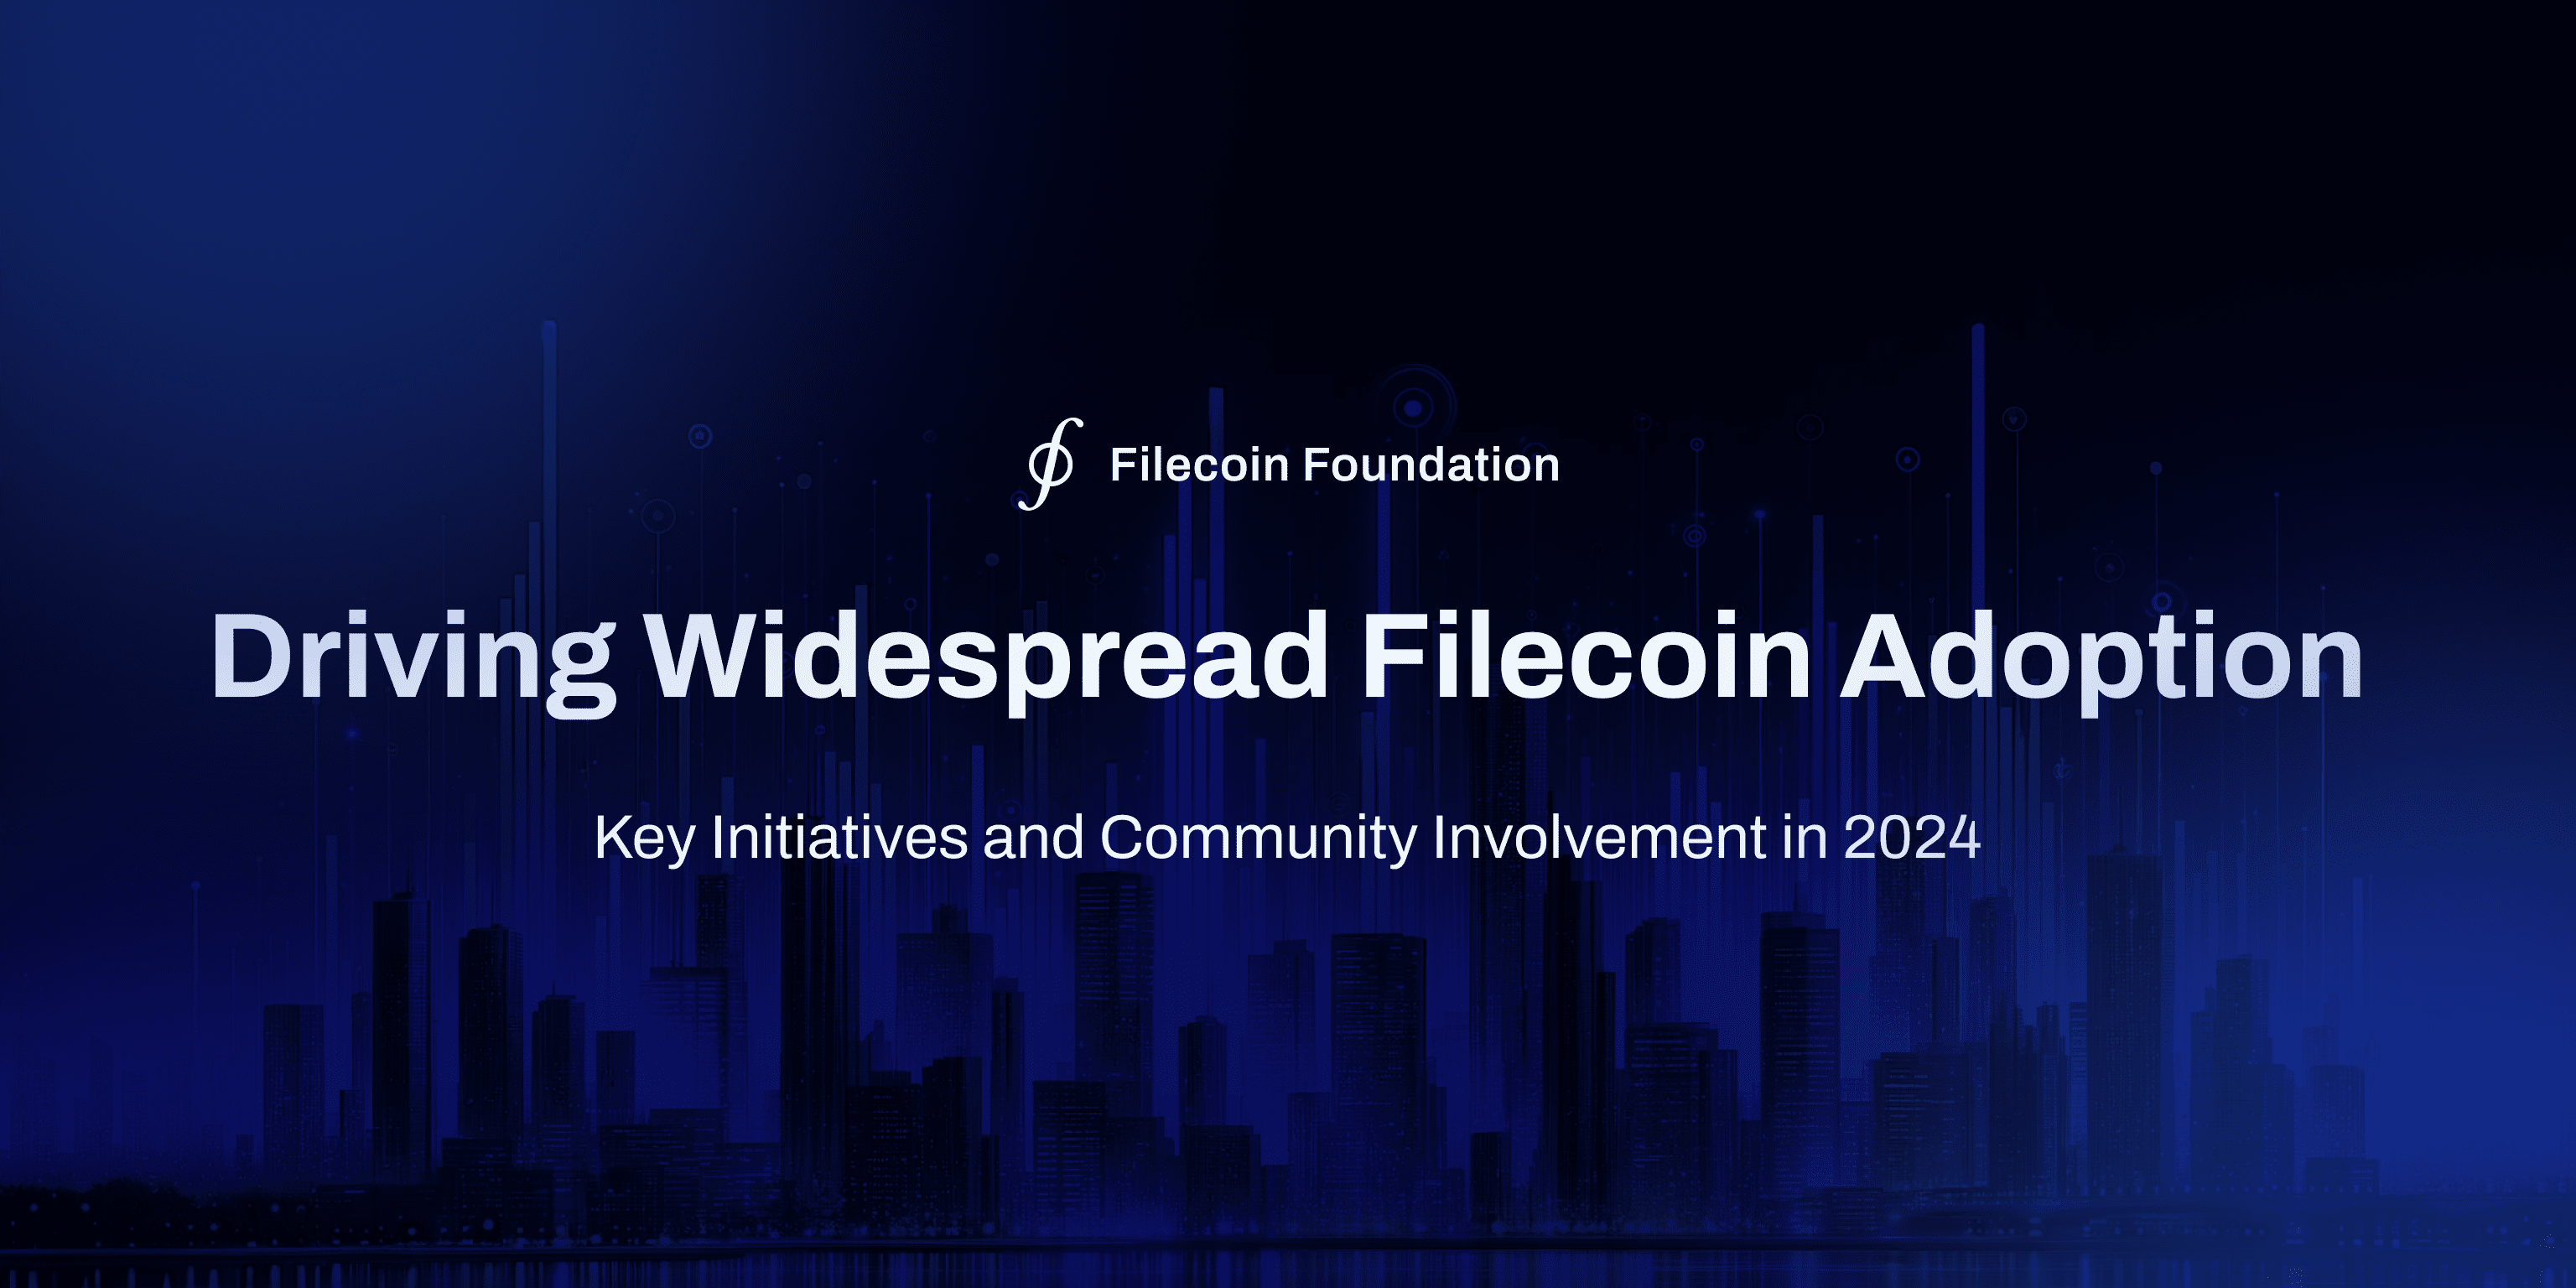 Filecoin Foundation
Driving Widespread Filecoin Adoption
Key Initiatives and Community Involvement in 2024